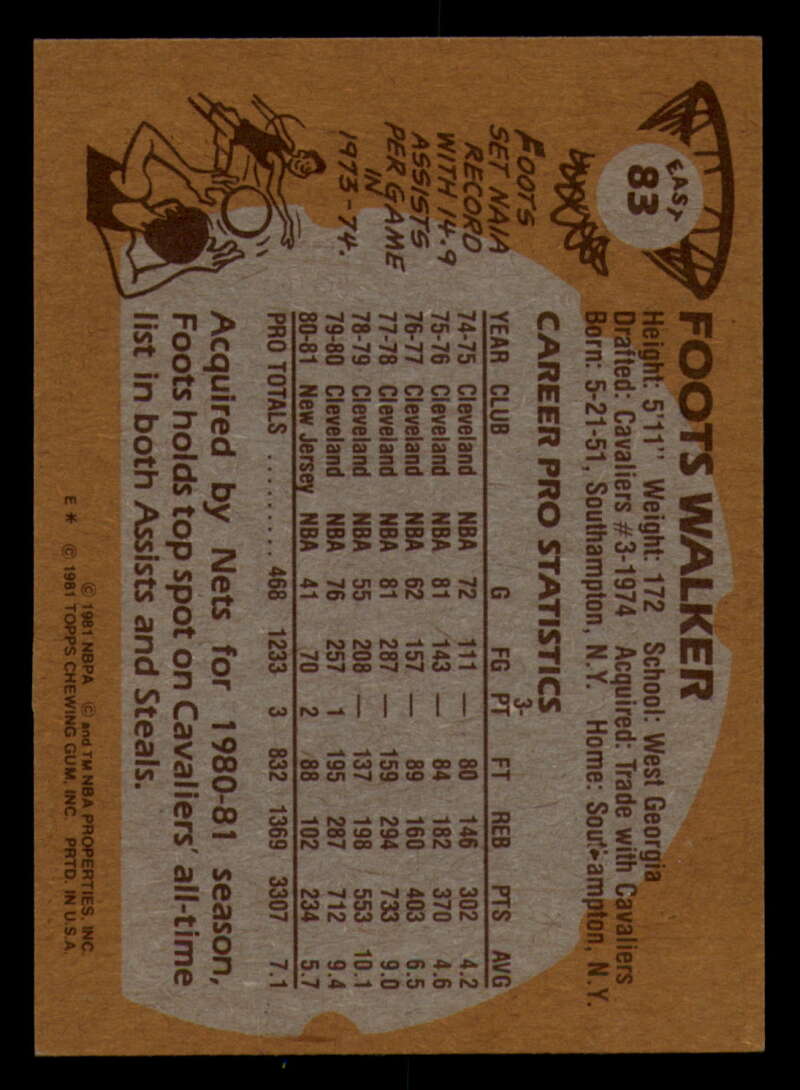 EAST
83
FOOTS WALKER
Height: 5'11" Weight: 172 School: West Georgia
Drafted: Cavaliers #3-1974 Acquired: Trade with Cavaliers
Born: 5-21-51, Southampton, N.Y. Home: Southampton, N.Y.
FOOTS
SET NAIA
RECORD
WITH 14.9
ASSISTS
PER GAME
IN
1973-74.
CAREER PRO STATISTICS
YEAR CLUB G FG 3-PT FT REB PTS AVG
74-75 Cleveland NBA 72 111 — 80 146 302 4.2
75-76 Cleveland NBA 81 143 — 84 182 370 4.6
76-77 Cleveland NBA 62 157 — 89 160 403 6.5
77-78 Cleveland NBA 81 287 — 159 294 733 9.0
78-79 Cleveland NBA 55 208 — 137 198 553 10.1
79-80 Cleveland NBA 76 257 1 195 287 712 9.4
80-81 New Jersey NBA 41 70 2 88 102 234 5.7
PRO TOTALS ......... 468 1233 3 832 1369 3307 7.1
Acquired by Nets for 1980-81 season,
Foots holds top spot on Cavaliers' all-time
list in both Assists and Steals.
© 1981 NBPA © and TM NBA PROPERTIES, INC.
E * © 1981 TOPPS CHEWING GUM, INC. PRTD. IN U.S.A.